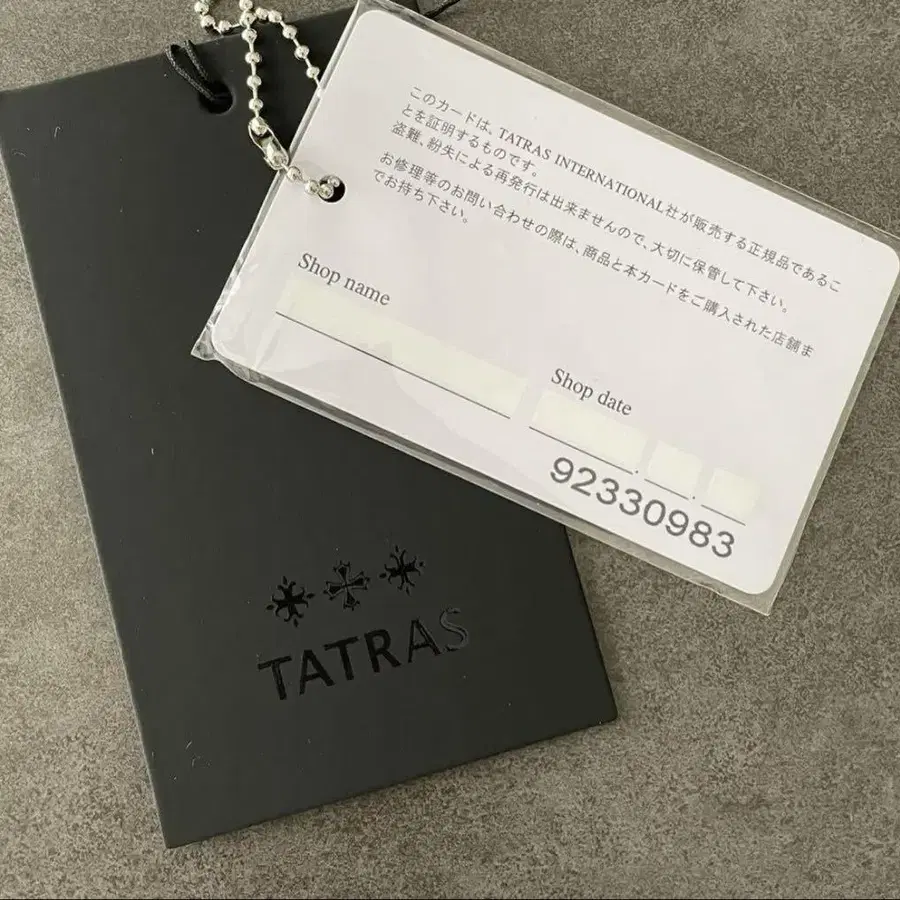 このカードは、TATRAS INTERNATIONAL社が販売する正規品であるこ
とを証明するものです。
盗難、紛失による再発行は出来ませんので、大切に保管して下さい。
お修理等のお問い合わせの際は、商品と本カードをご購入された店舗ま
でお持ち下さい。
Shop name
Shop date
92330983
TATRAS